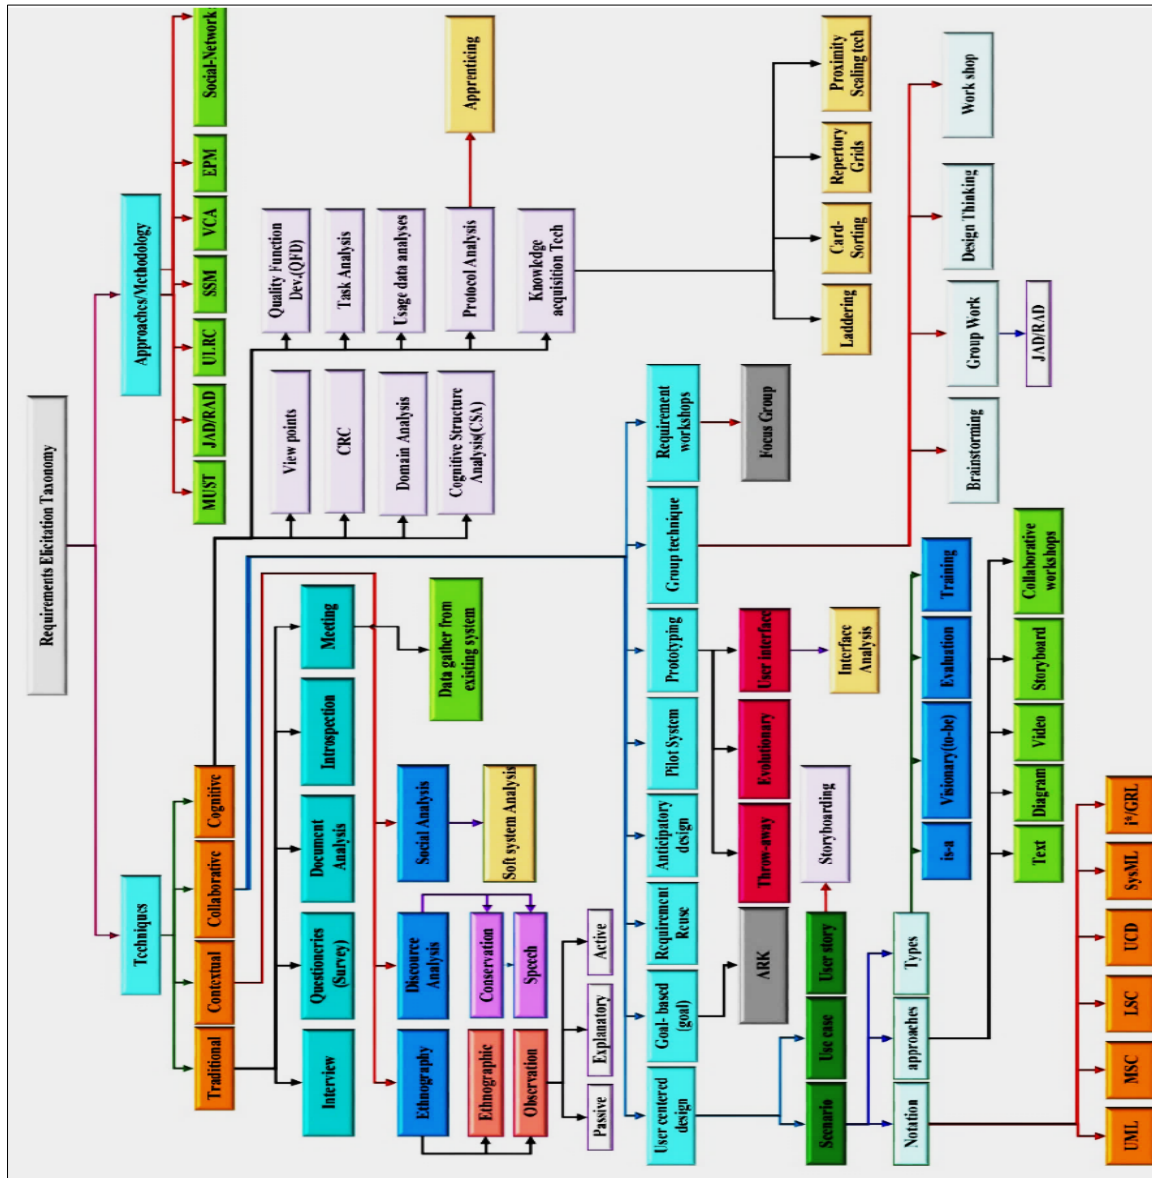 Requirements Elicitation Taxonomy
Techniques
Approaches/Methodology
Traditional
Contextual
Collaborative
Cognitive
MUST
JAD/RAD
ULRC
SSM
VCA
EPM
Social-Network
Interview
Questioneries
(Survey)
Document
Analysis
Introspection
Meeting
Data gather from
existing system
View points
CRC
Domain Analysis
Cognitive Structure
Analysis(CSA)
Quality Function
Dev.(QFD)
Task Analysis
Usage data analyses
Protocol Analysis
Knowledge
acquisition Tech
Apprenticing
Laddering
Card-
Sorting
Repertory
Grids
Proximity
Scaling tech
Ethnography
Ethnographic
Observation
Passive
Explanatory
Active
Discource
Analysis
Conservation
Speech
Social Analysis
Soft system Analysis
User centered
design
Goal- based
(goal)
Requirement
Reuse
Anticipatory
design
Pilot System
Prototyping
Group technique
Requirement
workshops
ARK
Throw-away
Evolutionary
User interface
Interface
Analysis
Focus Group
Brainstorming
Group Work
Design Thinking
Work shop
JAD/RAD
Scenario
Use case
User story
Storyboarding
Notation
approaches
Types
is-a
Visionary(to-be)
Evaluation
Training
Text
Diagram
Video
Storyboard
Collaborative
workshops
UML
MSC
LSC
UCD
SysML
i*/GRL